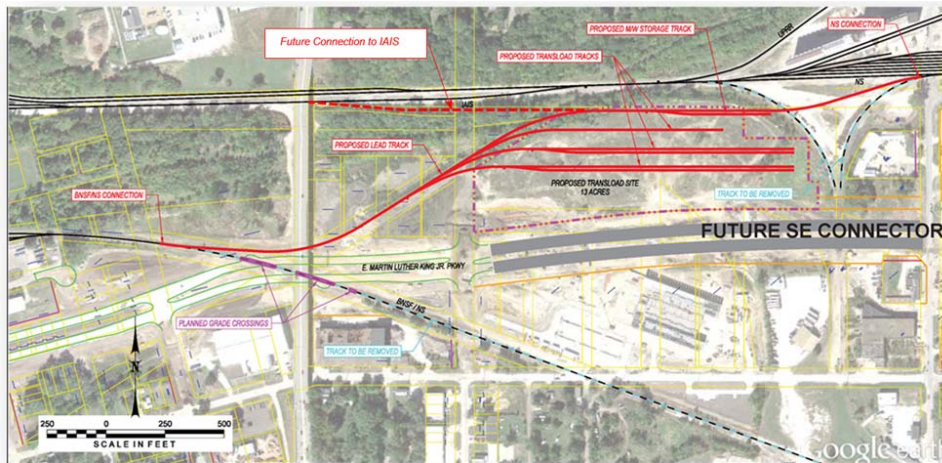 UPRR
PROPOSED M/W STORAGE TRACK
NS CONNECTION
Future Connection to IAIS
PROPOSED TRANSLOAD TRACKS
NS
IAIS
PROPOSED LEAD TRACK
BNSF/NS CONNECTION
PROPOSED TRANSLOAD SITE
13 ACRES
TRACK TO BE REMOVED
FUTURE SE CONNECTOR
E. MARTIN LUTHER KING JR. PKWY
BNSF / NS
PLANNED GRADE CROSSINGS
TRACK TO BE REMOVED
N
250 0 250 500
SCALE IN FEET
Google eart